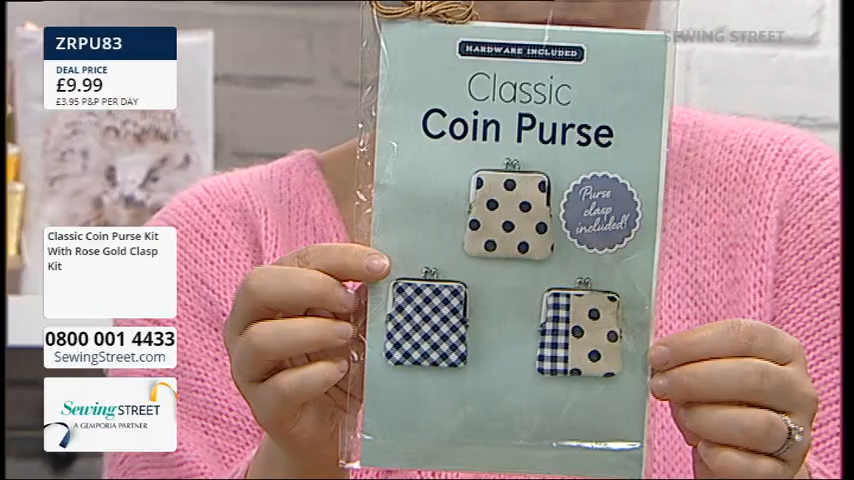 ZRPU83
DEAL PRICE
£9.99
£3.95 P&P PER DAY
Classic Coin Purse Kit
With Rose Gold Clasp
Kit
0800 001 4433
SewingStreet.com
Sewing STREET
A GEMPORIA PARTNER
SEWING STREET
HARDWARE INCLUDED
Classic
Coin Purse
Purse
clasp
included!